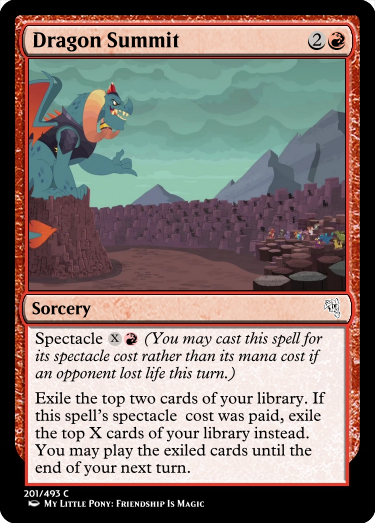 Dragon Summit 2
Sorcery
Spectacle X (You may cast this spell for
its spectacle cost rather than its mana cost if
an opponent lost life this turn.)
Exile the top two cards of your library. If
this spell's spectacle cost was paid, exile
the top X cards of your library instead.
You may play the exiled cards until the
end of your next turn.
201/493 C
My Little Pony: Friendship Is Magic